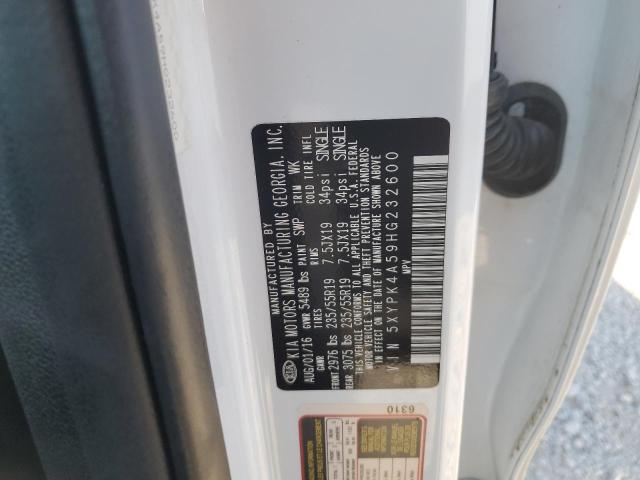 MANUFACTURED BY
KIA KIA MOTORS MANUFACTURING GEORGIA, INC.
AUG/01/16 GVWR 5489 lbs PAINT SWP TRIM WK
GAWR TIRES RIMS COLD TIRE INFL
FRONT 2976 lbs 235/55R19 7.5JX19 34psi SINGLE
REAR 3075 lbs 235/55R19 7.5JX19 34psi SINGLE
THIS VEHICLE CONFORMS TO ALL APPLICABLE U.S.A. FEDERAL
MOTOR VEHICLE SAFETY AND THEFT PREVENTION STANDARDS
IN EFFECT ON THE DATE OF MANUFACTURE SHOWN ABOVE
VIN 5XYPK4A59HG232600
MPV
6310